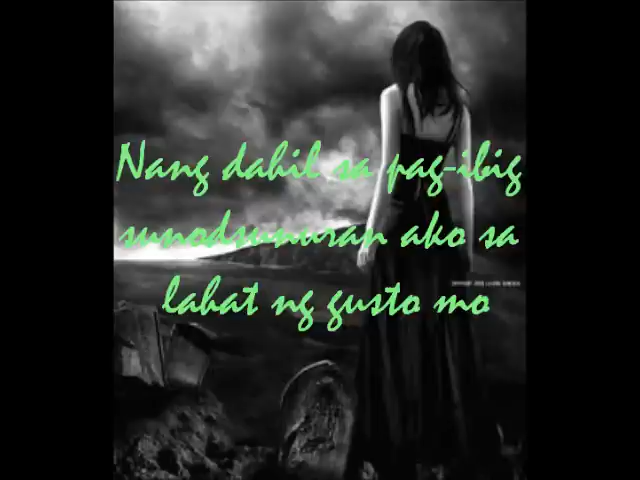 Nang dahil sa pag-ibig
sunodsunuran ako sa
lahat ng gusto mo